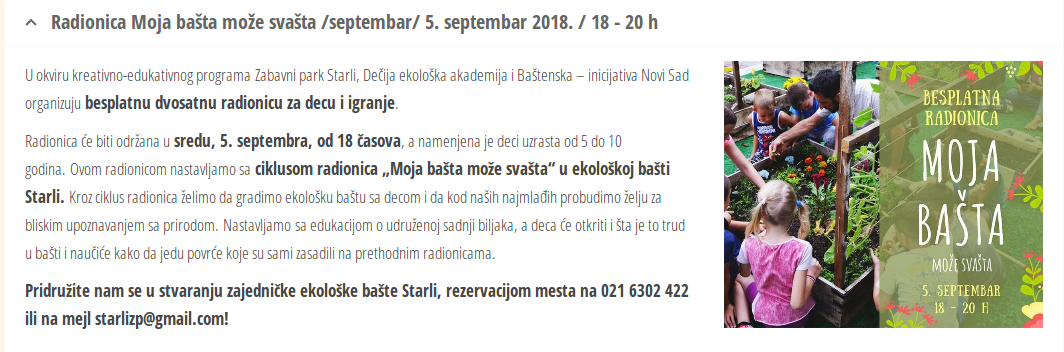 Radionica Moja bašta može svašta /septembar/ 5. septembar 2018. / 18 - 20 h
U okviru kreativno-edukativnog programa Zabavni park Starli, Dečija ekološka akademija i Baštenska – inicijativa Novi Sad
organizuju besplatnu dvosatnu radionicu za decu i igranje.
Radionica će biti održana u sredu, 5. septembra, od 18 časova, a namenjena je deci uzrasta od 5 do 10
godina. Ovom radionicom nastavljamo sa ciklusom radionica „Moja bašta može svašta“ u ekološkoj bašti
Starli. Kroz ciklus radionica želimo da gradimo ekološku baštu sa decom i da kod naših najmlađih probudimo želju za
bliskim upoznavanjem sa prirodom. Nastavljamo sa edukacijom o udruženoj sadnji biljaka, a deca će otkriti i šta je to trud
u bašti i naučiće kako da jedu povrće koje su sami zasadili na prethodnim radionicama.
Pridružite nam se u stvaranju zajedničke ekološke bašte Starli, rezervacijom mesta na 021 6302 422
ili na mejl starlizp@gmail.com!
BESPLATNA
RADIONICA
MOJA
BAŠTA
MOŽE SVAŠTA
5. SEPTEMBAR
18 - 20 H